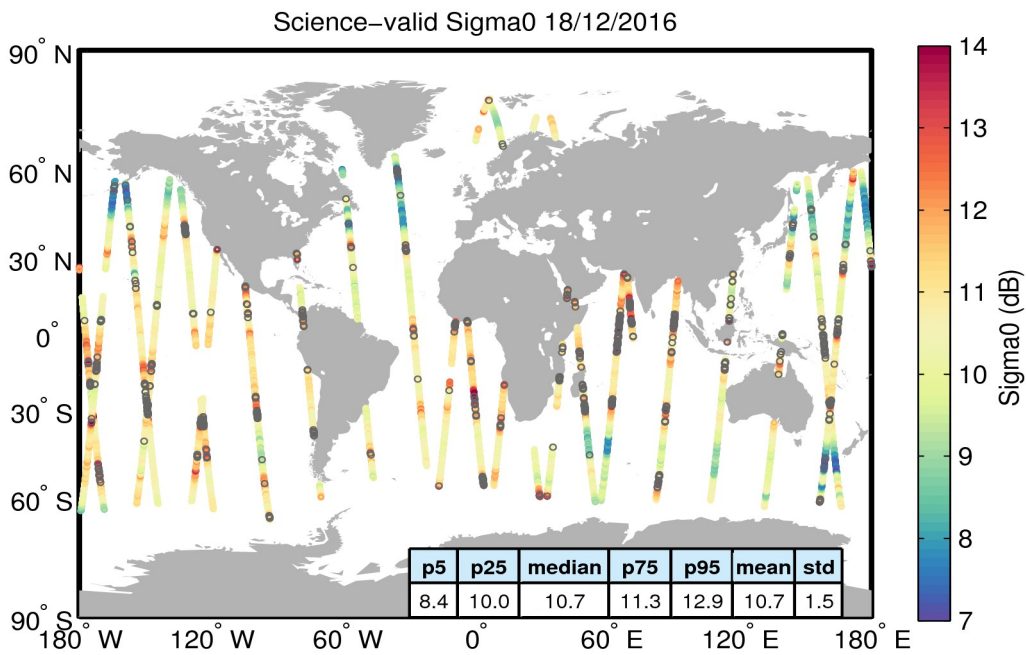 Science−valid Sigma0 18/12/2016
90° N
60° N
30° N
0°
30° S
60° S
90° S
180° W
120° W
60° W
0°
60° E
120° E
180° E
p5 p25 median p75 p95 mean std
8.4 10.0 10.7 11.3 12.9 10.7 1.5
14
13
12
11
10
9
8
7
Sigma0 (dB)